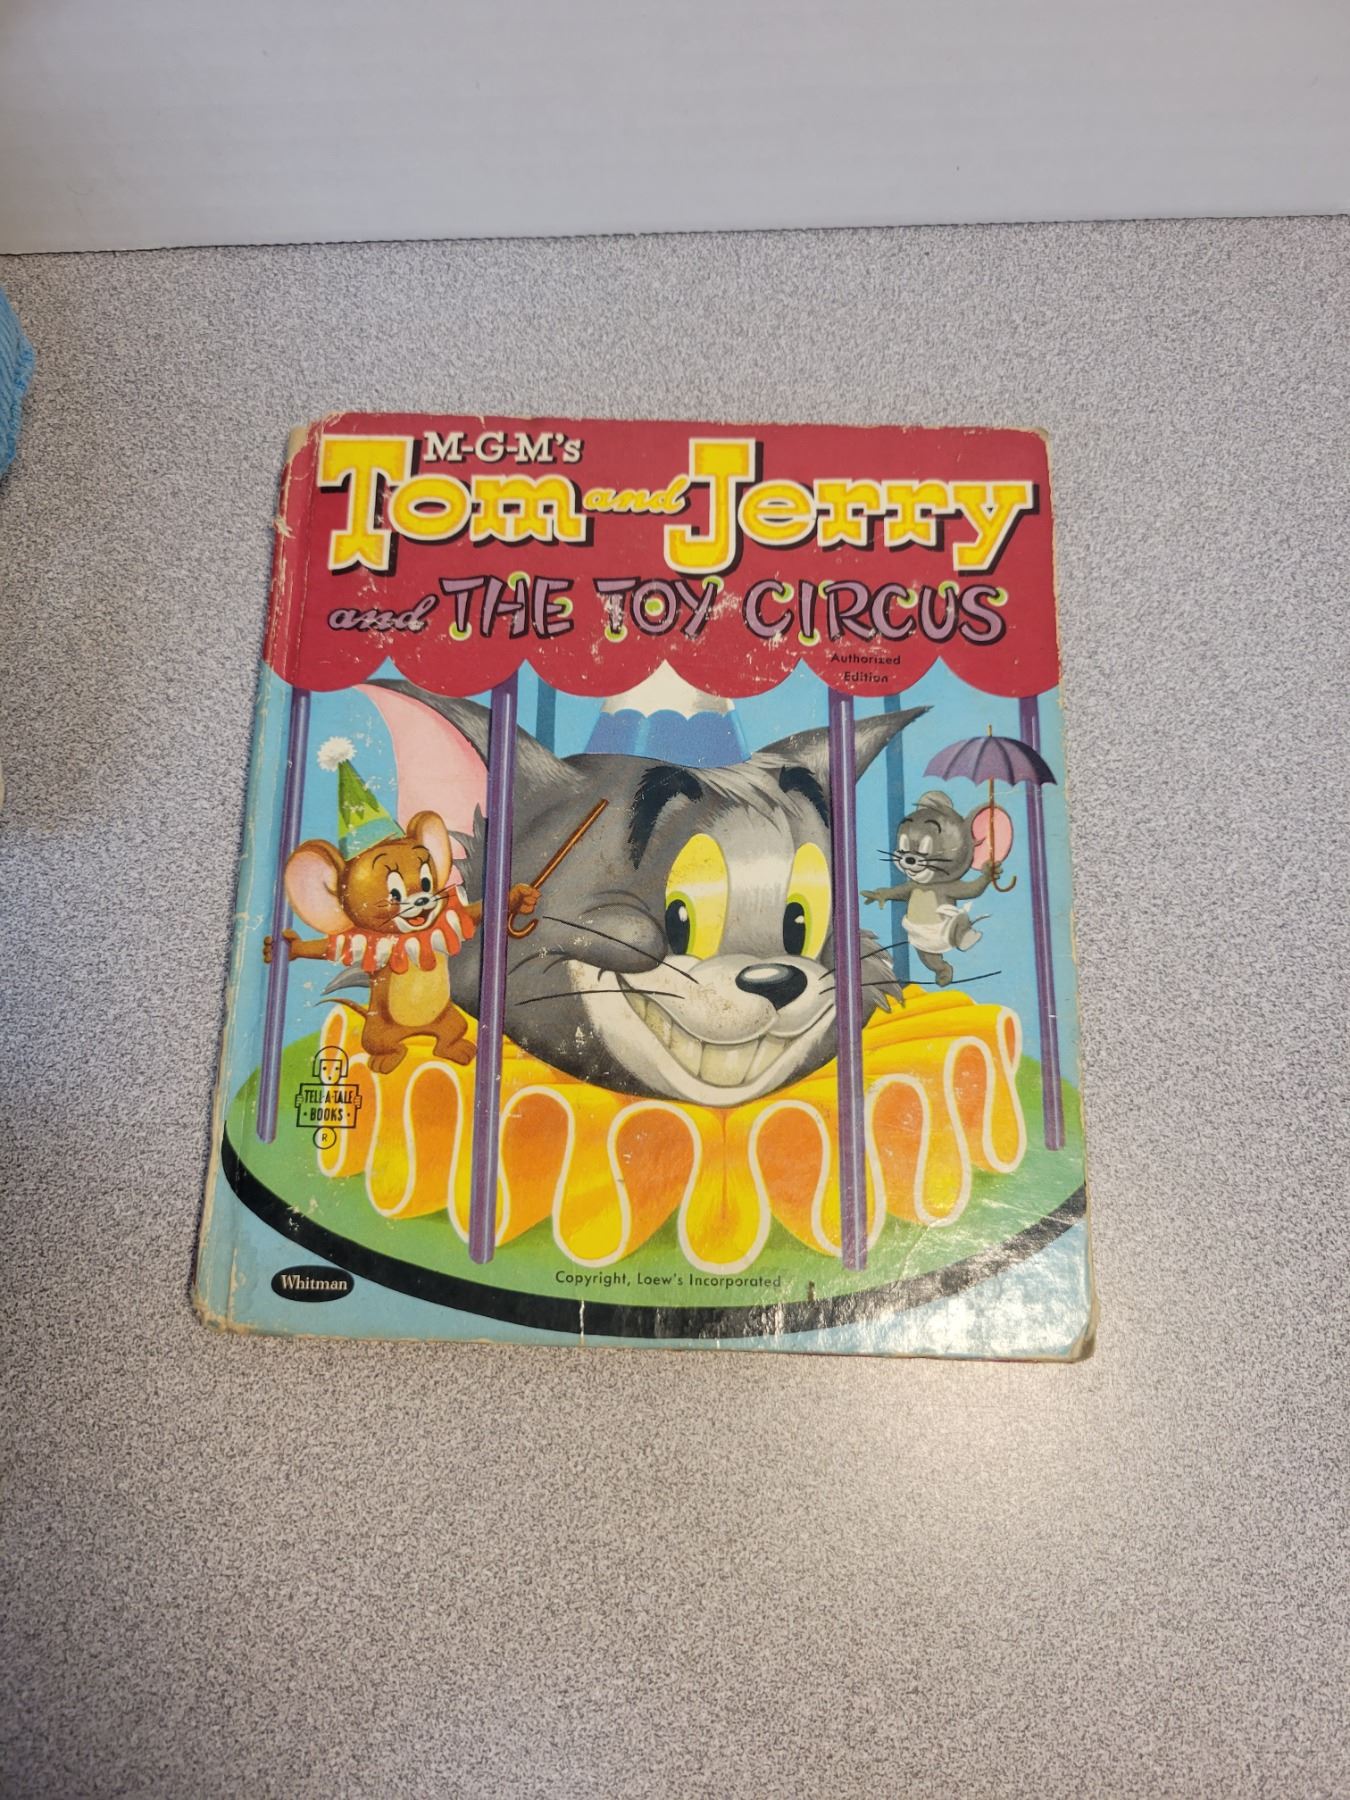 M-G-M's
Tom and Jerry
and THE TOY CIRCUS
Authorized
Edition
TELL-A-TALE
• BOOKS •
R
Copyright, Loew's Incorporated
Whitman